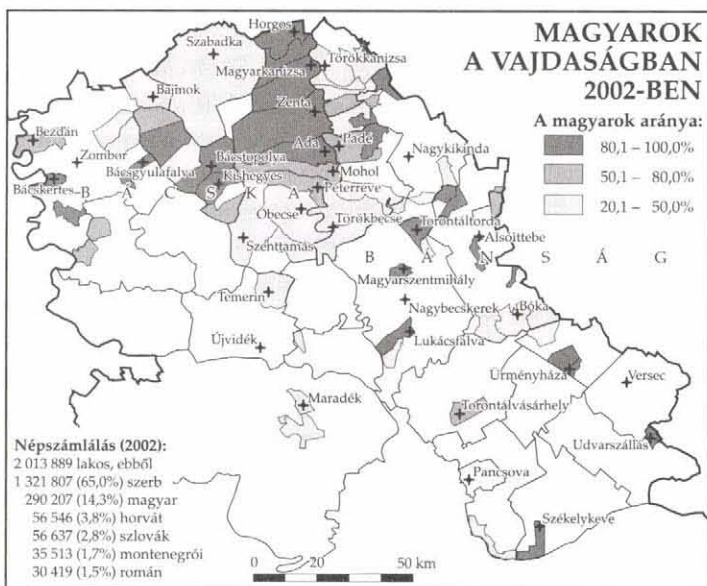 MAGYAROK
A VAJDASÁGBAN
2002-BEN
A magyarok aránya:
80,1 – 100,0%
50,1 – 80,0%
20,1 – 50,0%
Horgos
Szabadka
Törökkanizsa
Magyarkanizsa
Bajmok
Zenta
Bezdán
Zombor
Ada
Padé
Nagykikinda
Bácstopolya
Mohol
Bácsgyulafalva
Kishegyes
Bácskertes
Péterréve
B Á C S K A
Óbecse
Törökbecse
Torontáltorda
Szenttamás
Alsóittebe
B Á N S Á G
Magyarszentmihály
Temerin
Nagybecskerek
Bóka
Újvidék
Lukácsfalva
Ürményháza
Versec
Maradék
Torontálvásárhely
Udvarszállás
Pancsova
Székelykeve
Népszámlálás (2002):
2 013 889 lakos, ebből
1 321 807 (65,0%) szerb
290 207 (14,3%) magyar
56 546 (3,8%) horvát
56 637 (2,8%) szlovák
35 513 (1,7%) montenegrói
30 419 (1,5%) román
0 20 50 km